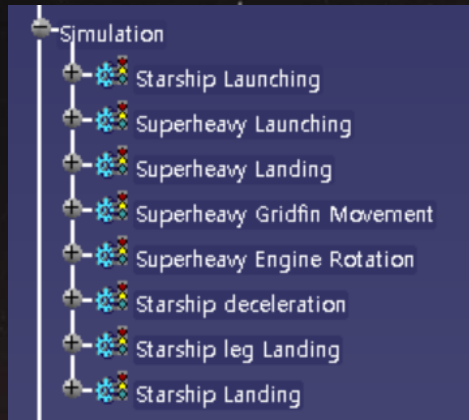 Simulation
Starship Launching
Superheavy Launching
Superheavy Landing
Superheavy Gridfin Movement
Superheavy Engine Rotation
Starship deceleration
Starship leg Landing
Starship Landing